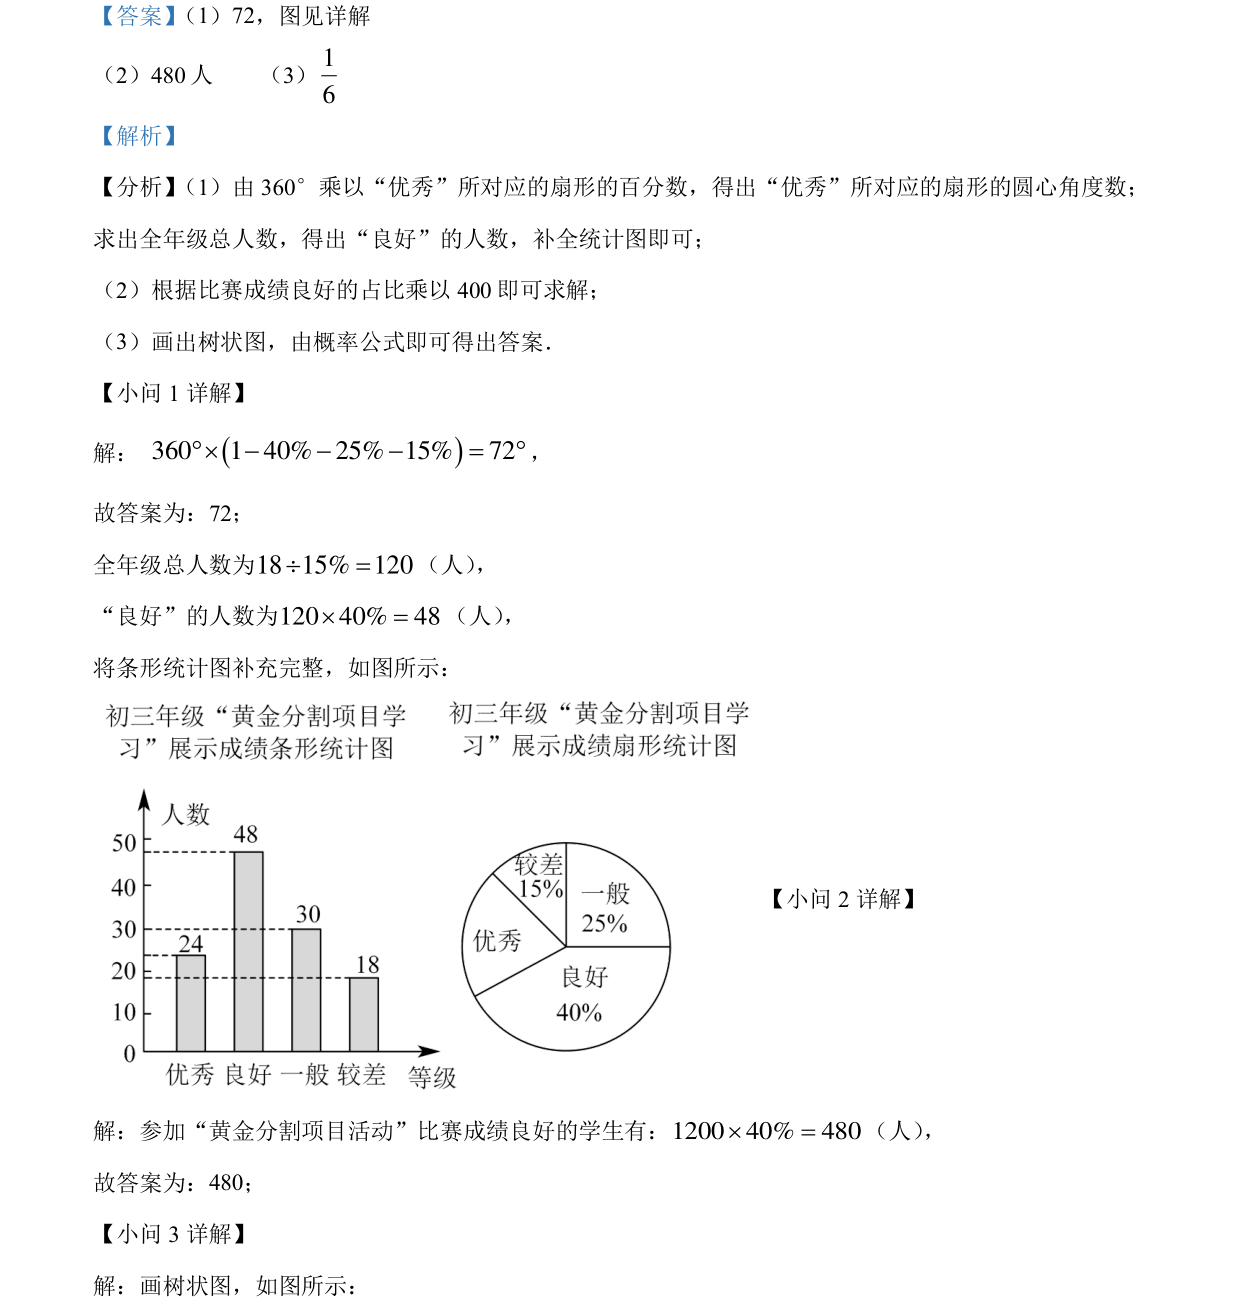 【答案】（1）72，图见详解
（2）480 人 （3）1/6
【解析】
【分析】（1）由 360° 乘以“优秀”所对应的扇形的百分数，得出“优秀”所对应的扇形的圆心角度数；
求出全年级总人数，得出“良好”的人数，补全统计图即可；
（2）根据比赛成绩良好的占比乘以 400 即可求解；
（3）画出树状图，由概率公式即可得出答案．
【小问 1 详解】
解： 360°×(1−40%−25%−15%)=72°，
故答案为：72；
全年级总人数为18÷15%=120（人），
“良好”的人数为120×40%=48（人），
将条形统计图补充完整，如图所示：
初三年级“黄金分割项目学
习”展示成绩条形统计图
人数
50
40
30
20
10
0
24
48
30
18
优秀 良好 一般 较差 等级
初三年级“黄金分割项目学
习”展示成绩扇形统计图
较差
15%
一般
25%
优秀
良好
40%
【小问 2 详解】
解：参加“黄金分割项目活动”比赛成绩良好的学生有：1200×40%=480（人），
故答案为：480；
【小问 3 详解】
解：画树状图，如图所示：